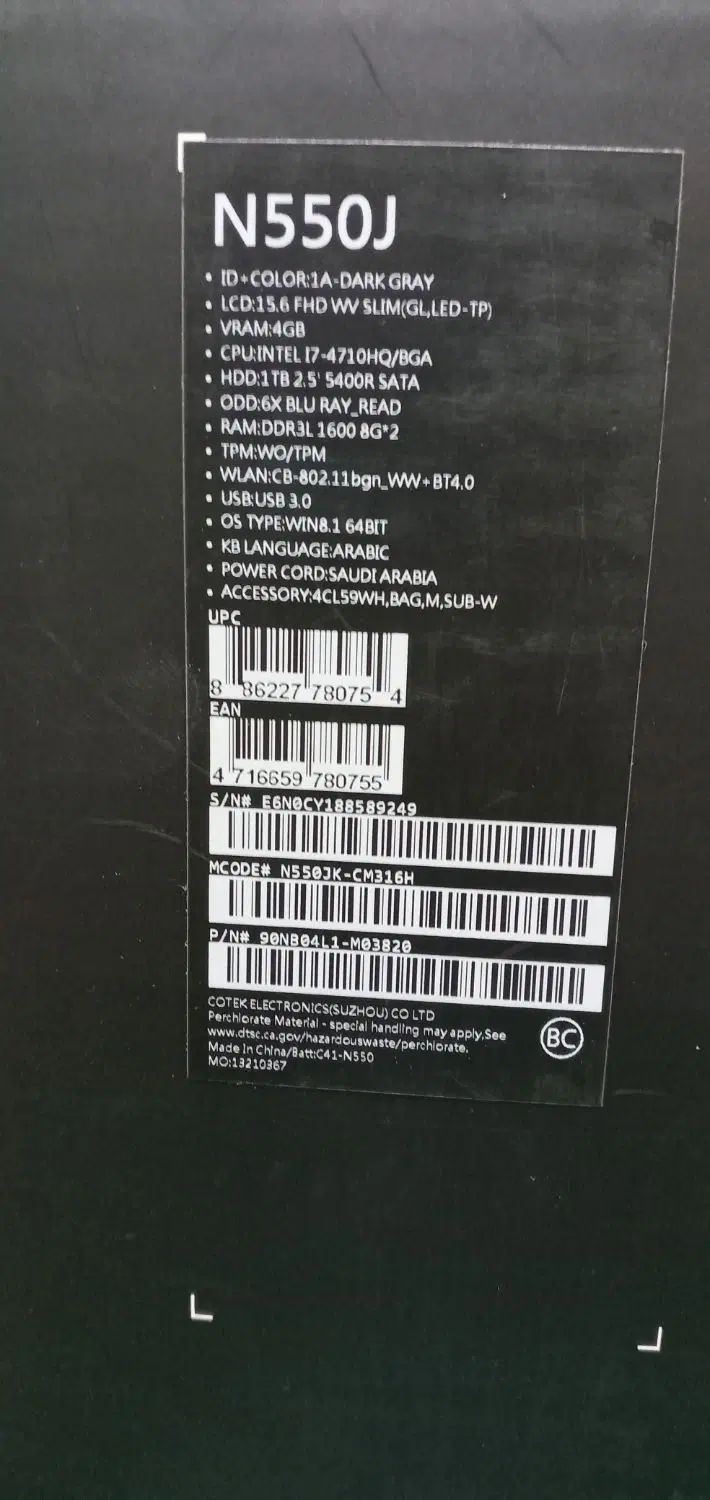 N550J
• ID+COLOR:1A-DARK GRAY
• LCD:15.6 FHD WV SLIM(GL,LED-TP)
• VRAM:4GB
• CPU:INTEL I7-4710HQ/BGA
• HDD:1TB 2.5' 5400R SATA
• ODD:6X BLU RAY_READ
• RAM:DDR3L 1600 8G*2
• TPM:WO/TPM
• WLAN:CB-802.11bgn_WW+BT4.0
• USB:USB 3.0
• OS TYPE:WIN8.1 64BIT
• KB LANGUAGE:ARABIC
• POWER CORD:SAUDI ARABIA
• ACCESSORY:4CL59WH,BAG,M,SUB-W
UPC
8 86227 78075 4
EAN
4 716659 780755
S/N# E6N0CY188589249
MCODE# N550JK-CM316H
P/N# 90NB04L1-M03820
COTEK ELECTRONICS(SUZHOU) CO LTD
Perchlorate Material - special handling may apply.See
www.dtsc.ca.gov/hazardouswaste/perchlorate.
Made In China/Batt:C41-N550
MO:13210367
BC